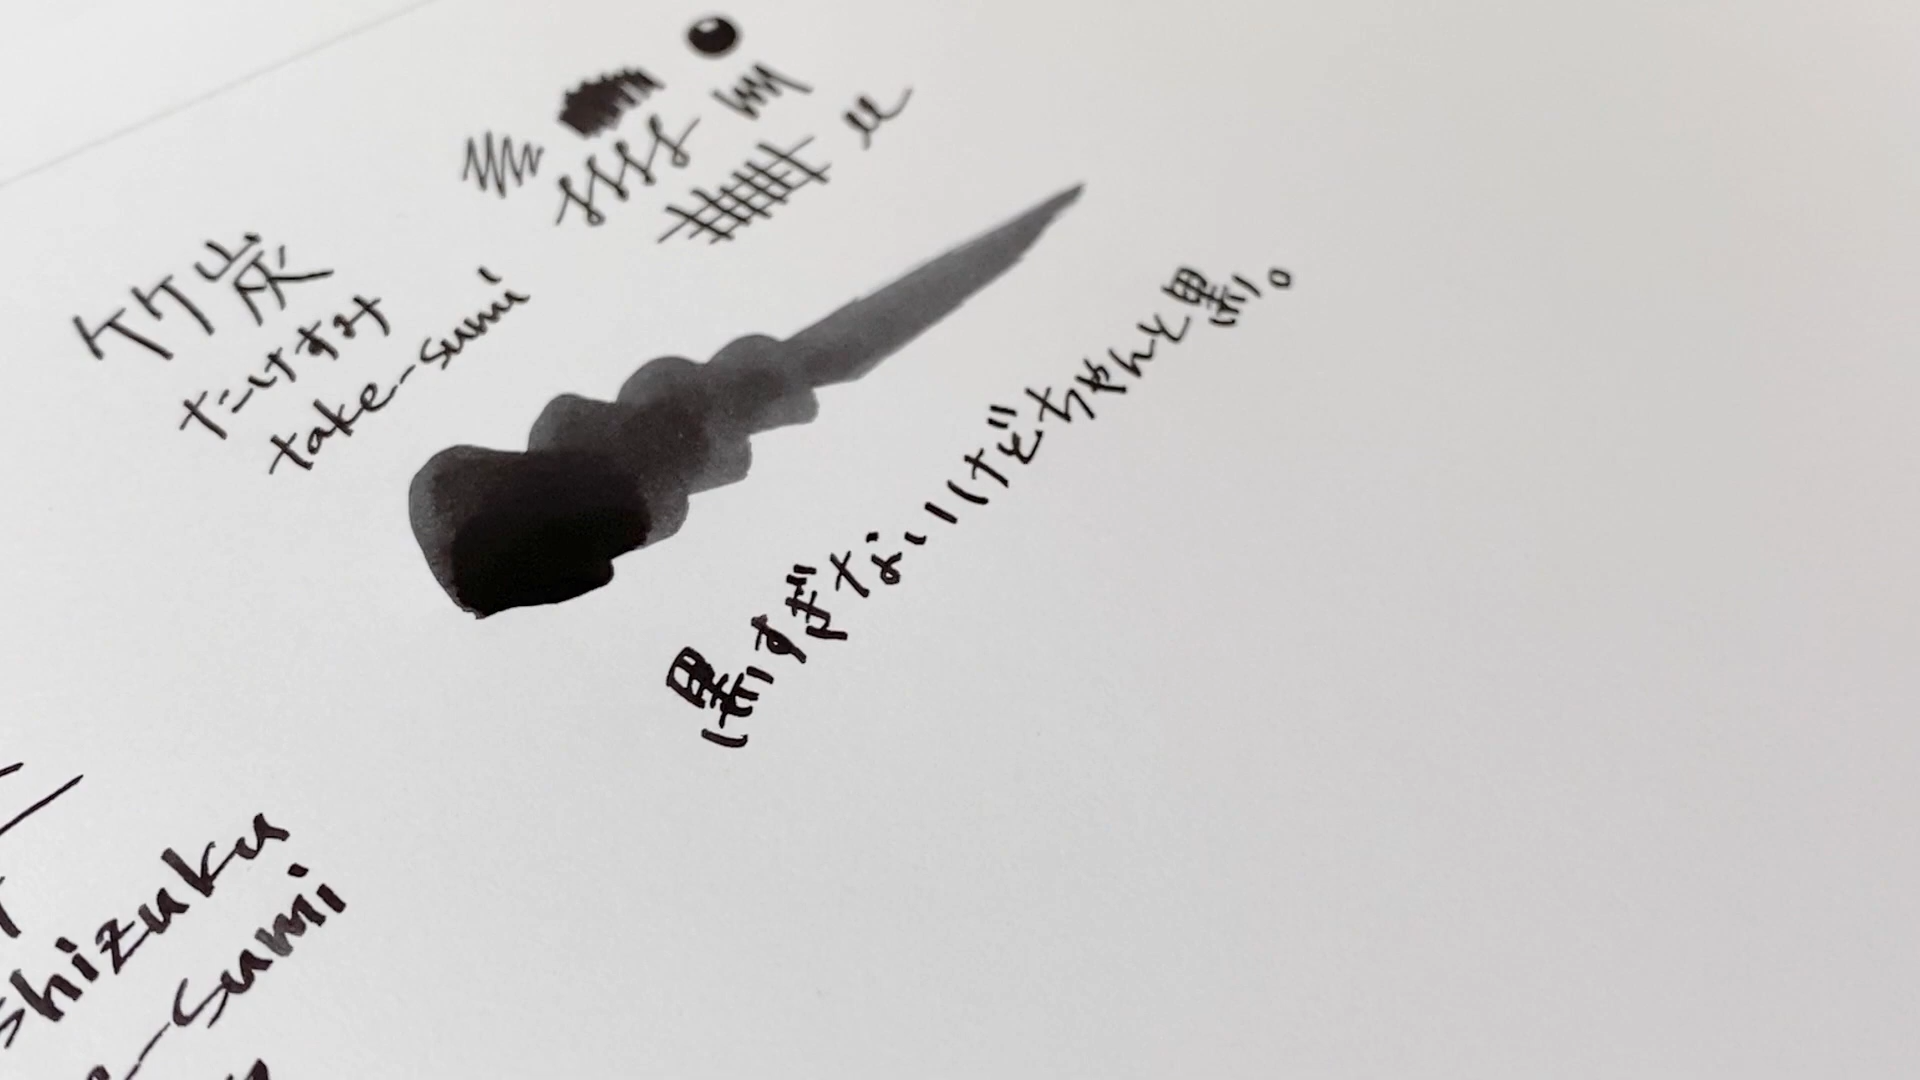 竹炭
たけすみ
take-sumi
黒すぎないけどちゃんと黒。
shizuku
-sumi